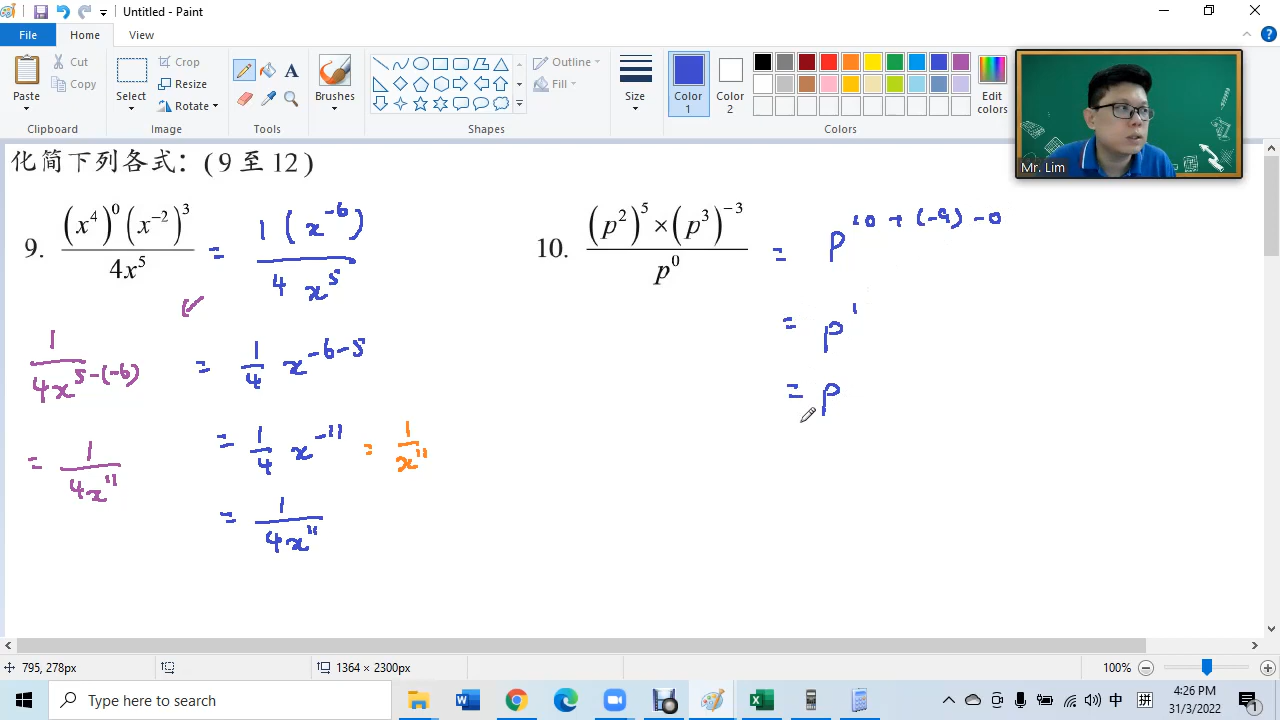 Untitled - Paint
File Home View
Paste Cut Copy Clipboard
Select Crop Resize Rotate Image
Tools
Brushes
Shapes Outline Fill
Size
Color 1
Color 2
Edit colors
Colors
Mr. Lim
化简下列各式：( 9 至 12 )
9. (x⁴)⁰(x⁻²)³ / 4x⁵ = 1(x⁻⁶) / 4x⁵
1 / 4x⁵⁻⁽⁻⁶⁾
= 1/4 x⁻⁶⁻⁵
= 1 / 4x¹¹
= 1/4 x⁻¹¹ = 1 / x¹¹
= 1 / 4x¹¹
10. (p²)⁵ × (p³)⁻³ / p⁰ = p¹⁰⁺⁽⁻⁹⁾⁻⁰
= p¹
= p
795, 278px
1364 × 2300px
100%
Type here to search
中
拼
4:26 PM
31/3/2022
1